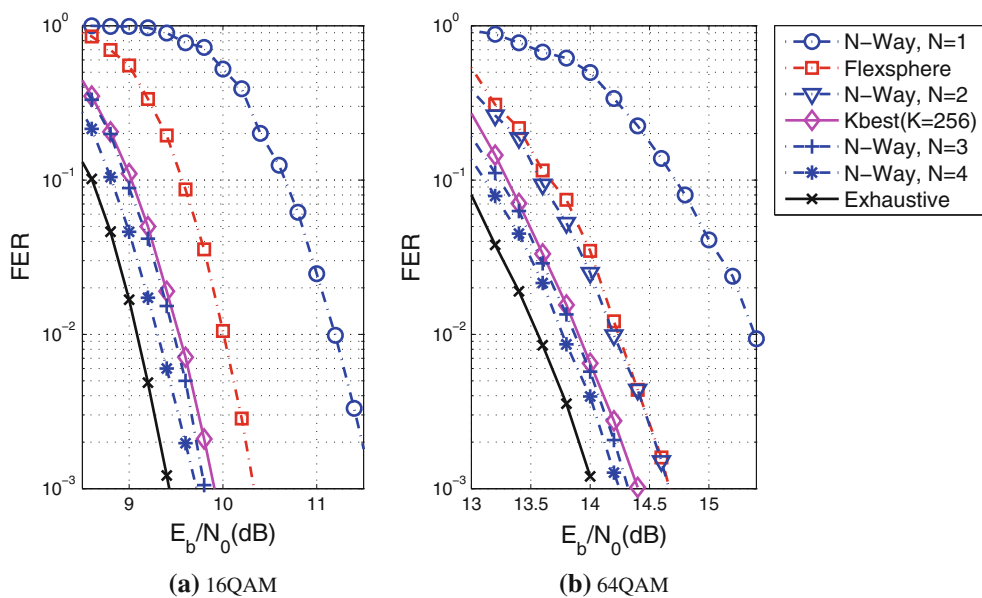 10^0
10^-1
10^-2
10^-3
FER
9
10
11
E_b/N_0(dB)
(a) 16QAM
10^0
10^-1
10^-2
10^-3
FER
13
13.5
14
14.5
15
E_b/N_0(dB)
(b) 64QAM
N-Way, N=1
Flexsphere
N-Way, N=2
Kbest(K=256)
N-Way, N=3
N-Way, N=4
Exhaustive